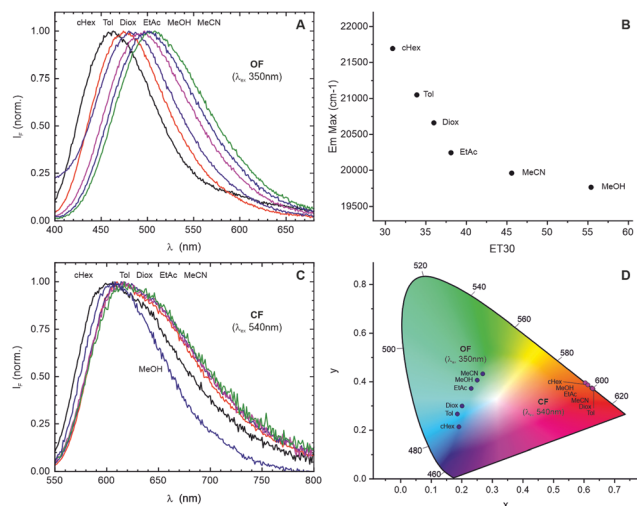 cHex Tol Diox EtAc MeOH MeCN
A
OF
(λex 350nm)
IF (norm.)
1.00
0.75
0.50
0.25
0.00
400 450 500 550 600 650
λ (nm)
B
Em Max (cm-1)
22000
21500
21000
20500
20000
19500
cHex
Tol
Diox
EtAc
MeCN
MeOH
30 35 40 45 50 55 60
ET30
cHex Tol Diox EtAc MeCN
C
CF
(λex 540nm)
MeOH
IF (norm.)
1.00
0.75
0.50
0.25
0.00
550 600 650 700 750 800
λ (nm)
D
y
0.8
0.6
0.4
0.2
0.0
520
540
560
500
580
600
620
480
460
OF
(λex 350nm)
MeCN
MeOH
EtAc
Diox
Tol
cHex
CF
(λ 540nm)
cHex
MeOH
EtAc
MeCN
Diox
Tol
0.0 0.1 0.2 0.3 0.4 0.5 0.6 0.7
x